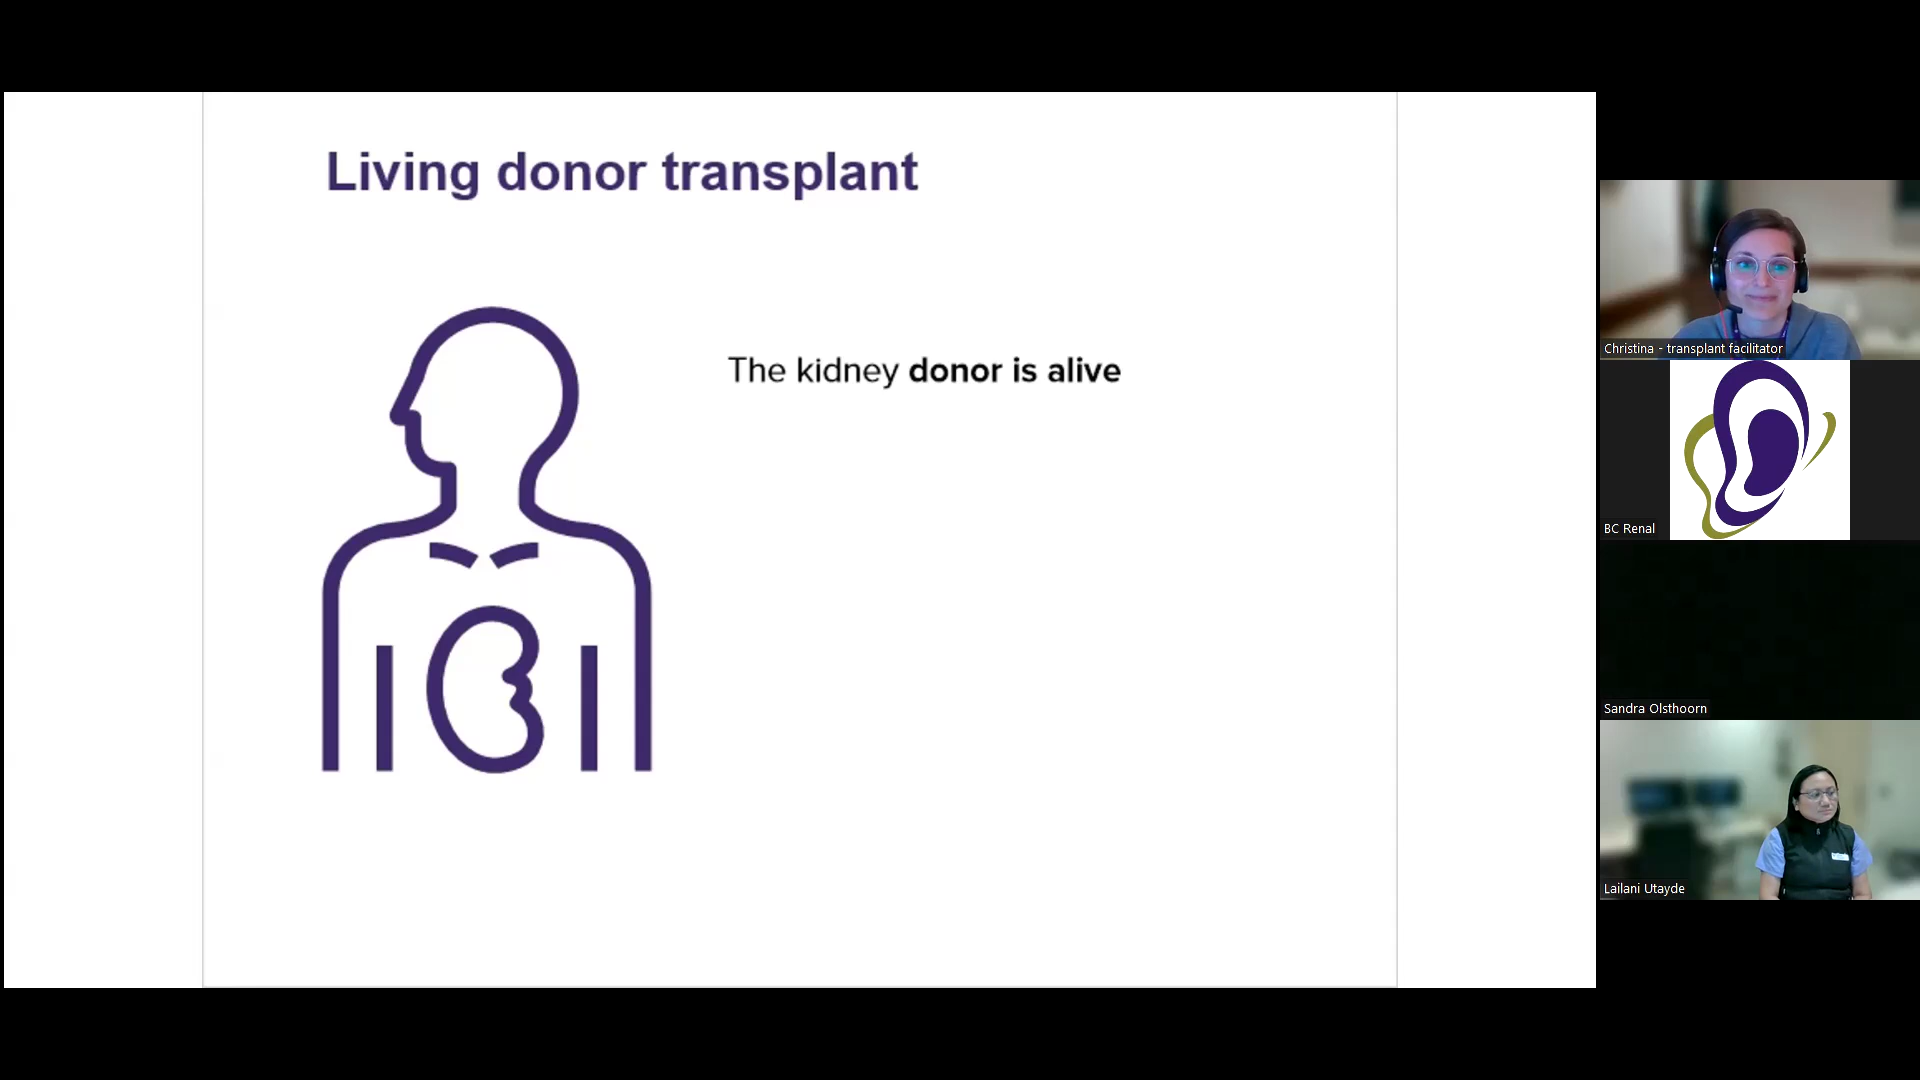 Living donor transplant
The kidney donor is alive
Christina - transplant facilitator
BC Renal
Sandra Olsthoorn
Lailani Utayde